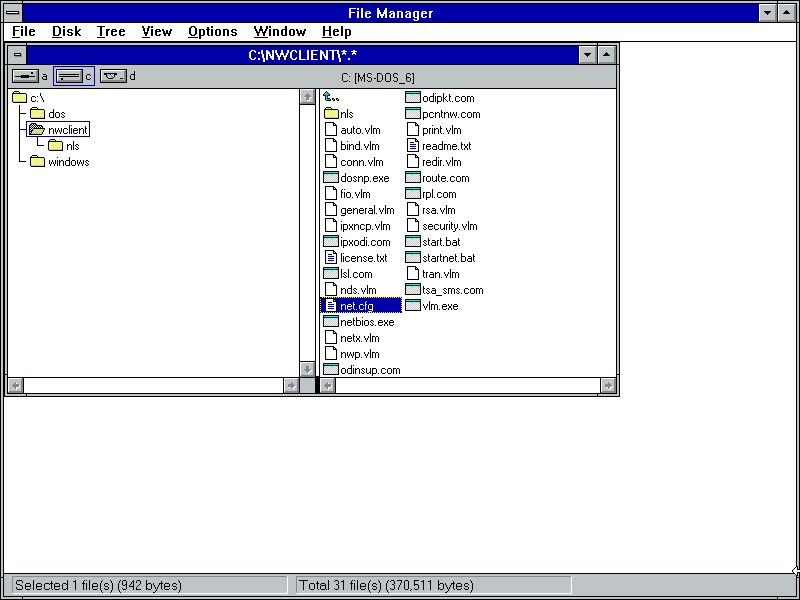 File Manager
File Disk Tree View Options Window Help
C:\NWCLIENT\*.*
a c d C: [MS-DOS_6]
c:\
dos
nwclient
nls
windows
nls
auto.vlm
bind.vlm
conn.vlm
dosnp.exe
fio.vlm
general.vlm
ipxncp.vlm
ipxodi.com
license.txt
lsl.com
nds.vlm
net.cfg
netbios.exe
netx.vlm
nwp.vlm
odinsup.com
odipkt.com
pcntnw.com
print.vlm
readme.txt
redir.vlm
route.com
rpl.com
rsa.vlm
security.vlm
start.bat
startnet.bat
tran.vlm
tsa_sms.com
vlm.exe
Selected 1 file(s) (942 bytes) Total 31 file(s) (370,511 bytes)